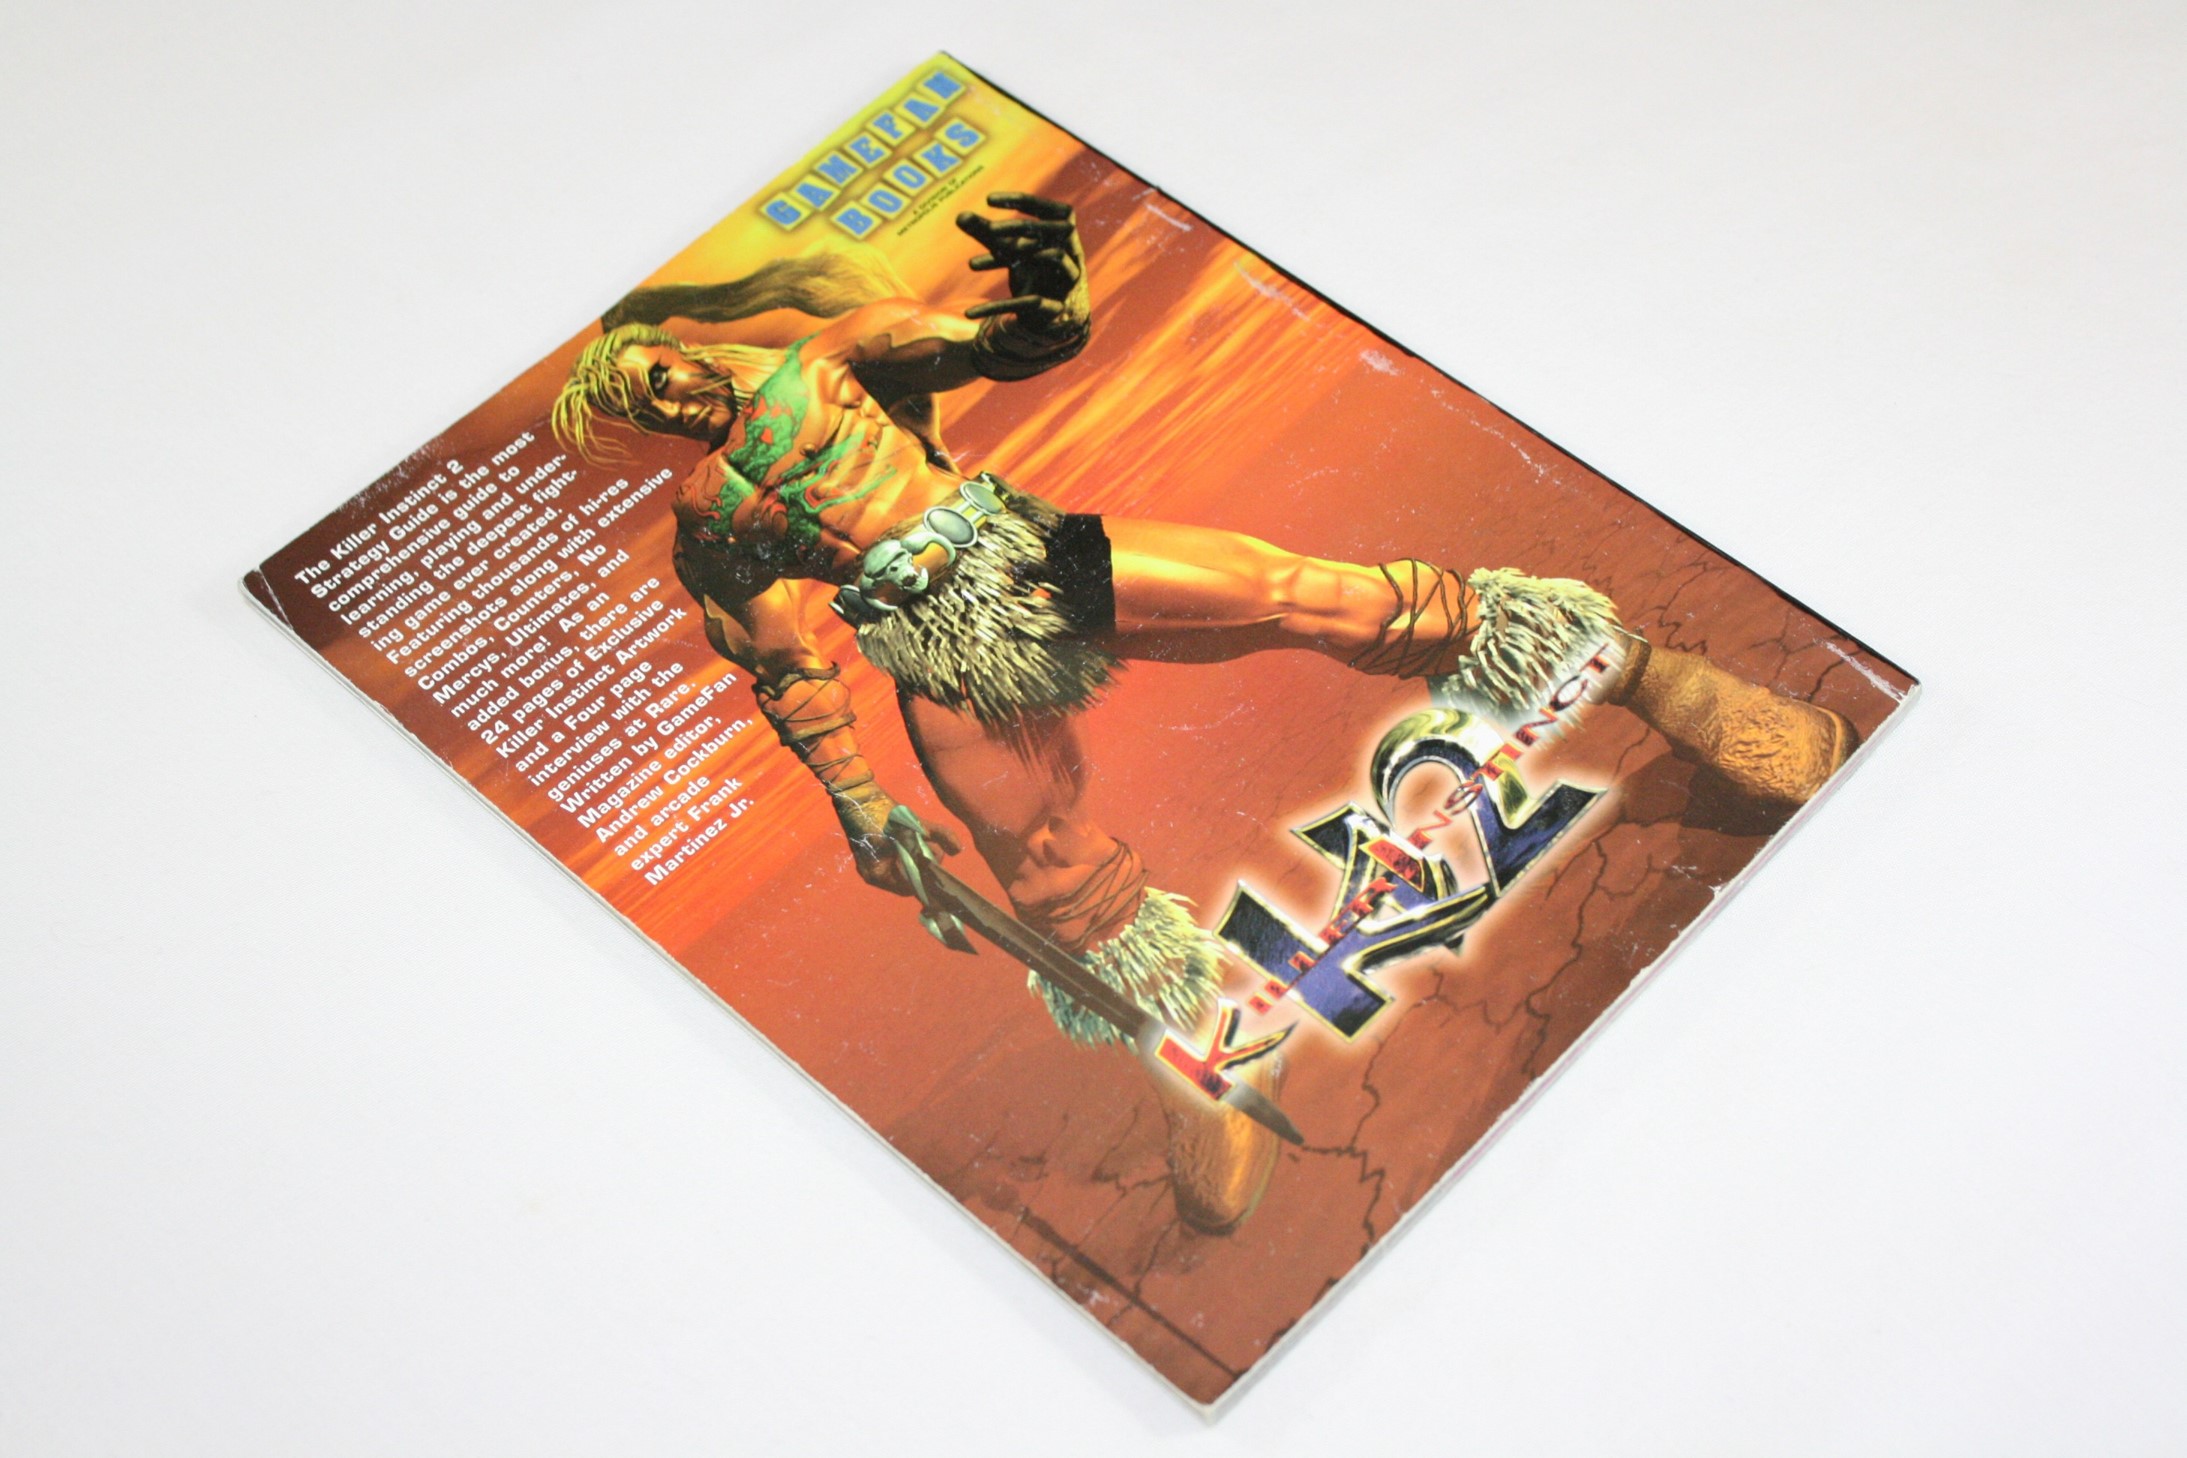 GAMEFAN
BOOKS
A DIVISION OF
METROPOLIS PUBLICATIONS
The Killer Instinct 2
Strategy Guide is the most
comprehensive guide to
learning, playing and under-
standing the deepest fight-
ing game ever created.
Featuring thousands of hi-res
screenshots along with extensive
Combos, Counters, No
Mercys, Ultimates, and
much more! As an
added bonus, there are
24 pages of Exclusive
Killer Instinct Artwork
and a Four page
interview with the
geniuses at Rare.
Written by GameFan
Magazine editor,
Andrew Cockburn,
and arcade
expert Frank
Martinez Jr.
KI2
KILLER INSTINCT